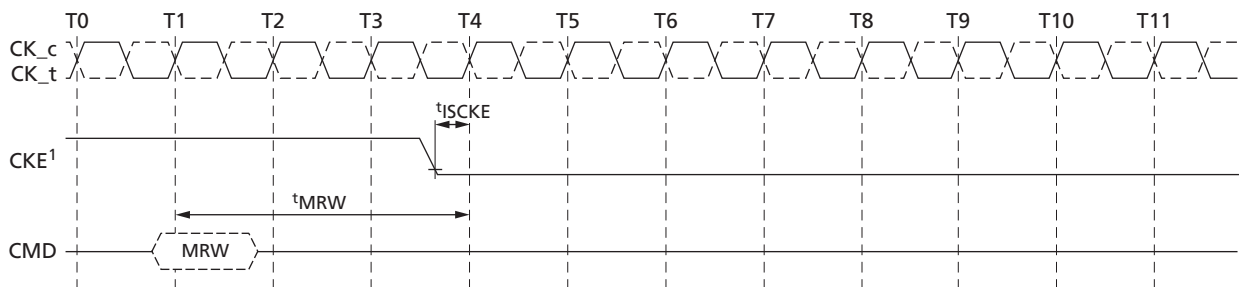 T0 T1 T2 T3 T4 T5 T6 T7 T8 T9 T10 T11
CK_c
CK_t
tISCKE
CKE1
tMRW
CMD MRW